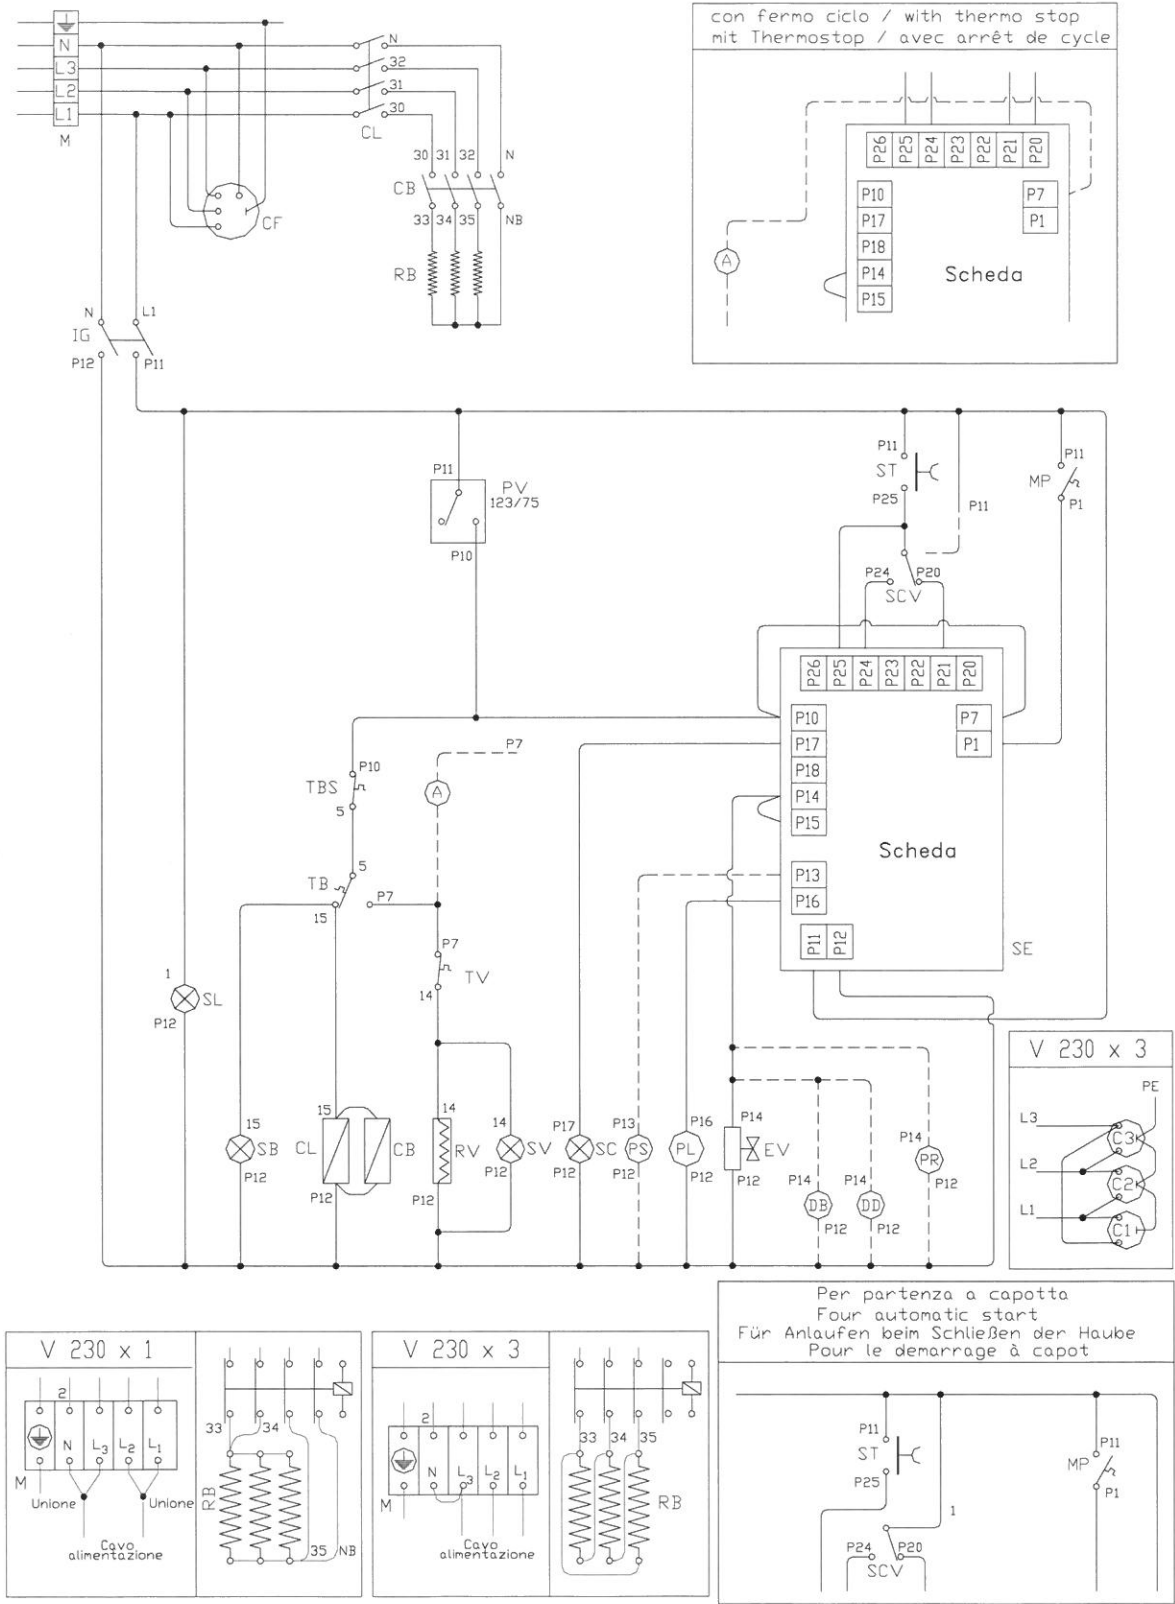 con fermo ciclo / with thermo stop
mit Thermostop / avec arrêt de cycle
N
L3
L2
L1
M
N
32
31
30
CL
30 31 32 N
CB
33 34 35 NB
RB
CF
P26 P25 P24 P23 P22 P21 P20
P10
P17
P18
P14
P15
P7
P1
A
Scheda
N
L1
IG
P12
P11
P11
PV
123/75
P10
P11
ST
P25
P11
P24 P20
SCV
P11
MP
P1
P26 P25 P24 P23 P22 P21 P20
P10
P17
P18
P14
P15
P13
P16
P7
P1
Scheda
P11 P12
SE
P10
TBS
5
P7
A
5
TB
P7
15
P7
TV
14
1
SL
P12
15
SB
P12
15
CL
CB
P12
14
RV
P12
14
SV
P12
P17
SC
P12
P13
PS
P12
P16
PL
P12
P14
EV
P12
P14
DB
P12
P14
DD
P12
P14
PR
P12
V 230 x 3
PE
L3
C3
L2
C2
L1
C1
V 230 x 1
2
N L3 L2 L1
M
Unione
Unione
Cavo
alimentazione
33 34
RB
35 NB
V 230 x 3
2
N L3 L2 L1
M
Cavo
alimentazione
33 34 35
RB
Per partenza a capotta
Four automatic start
Für Anlaufen beim Schließen der Haube
Pour le demarrage à capot
P11
ST
P25
1
P24 P20
SCV
P11
MP
P1